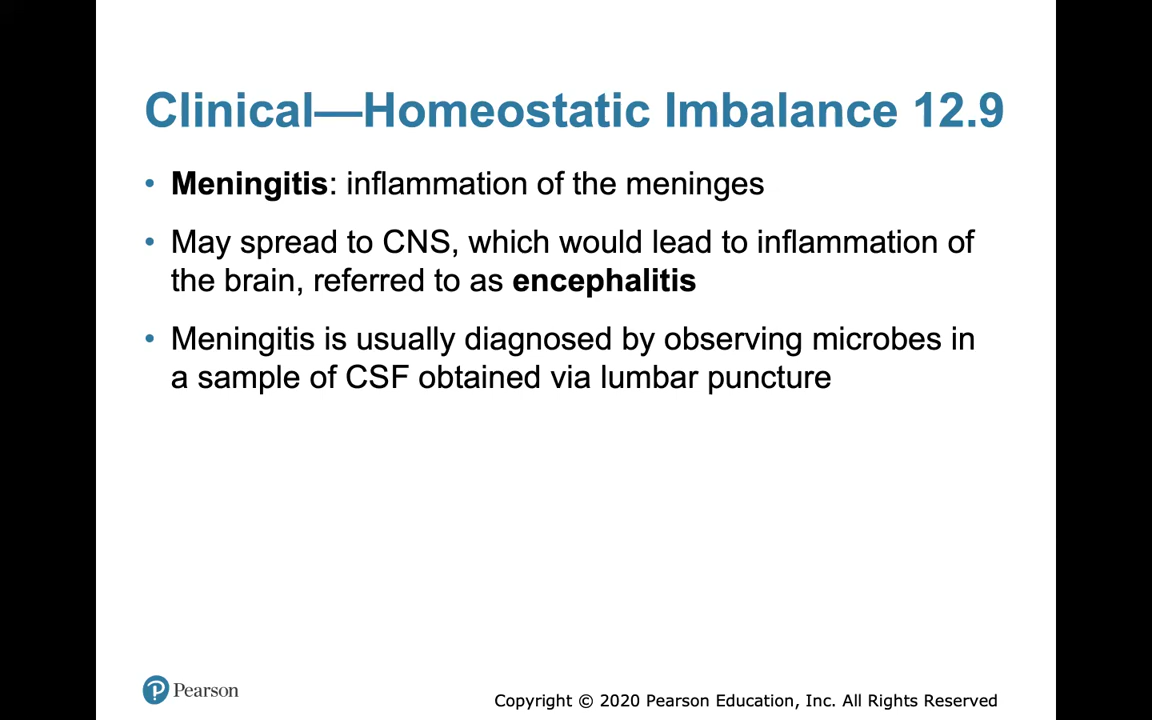 Clinical—Homeostatic Imbalance 12.9
• Meningitis: inflammation of the meninges
• May spread to CNS, which would lead to inflammation of
the brain, referred to as encephalitis
• Meningitis is usually diagnosed by observing microbes in
a sample of CSF obtained via lumbar puncture
P Pearson
Copyright © 2020 Pearson Education, Inc. All Rights Reserved